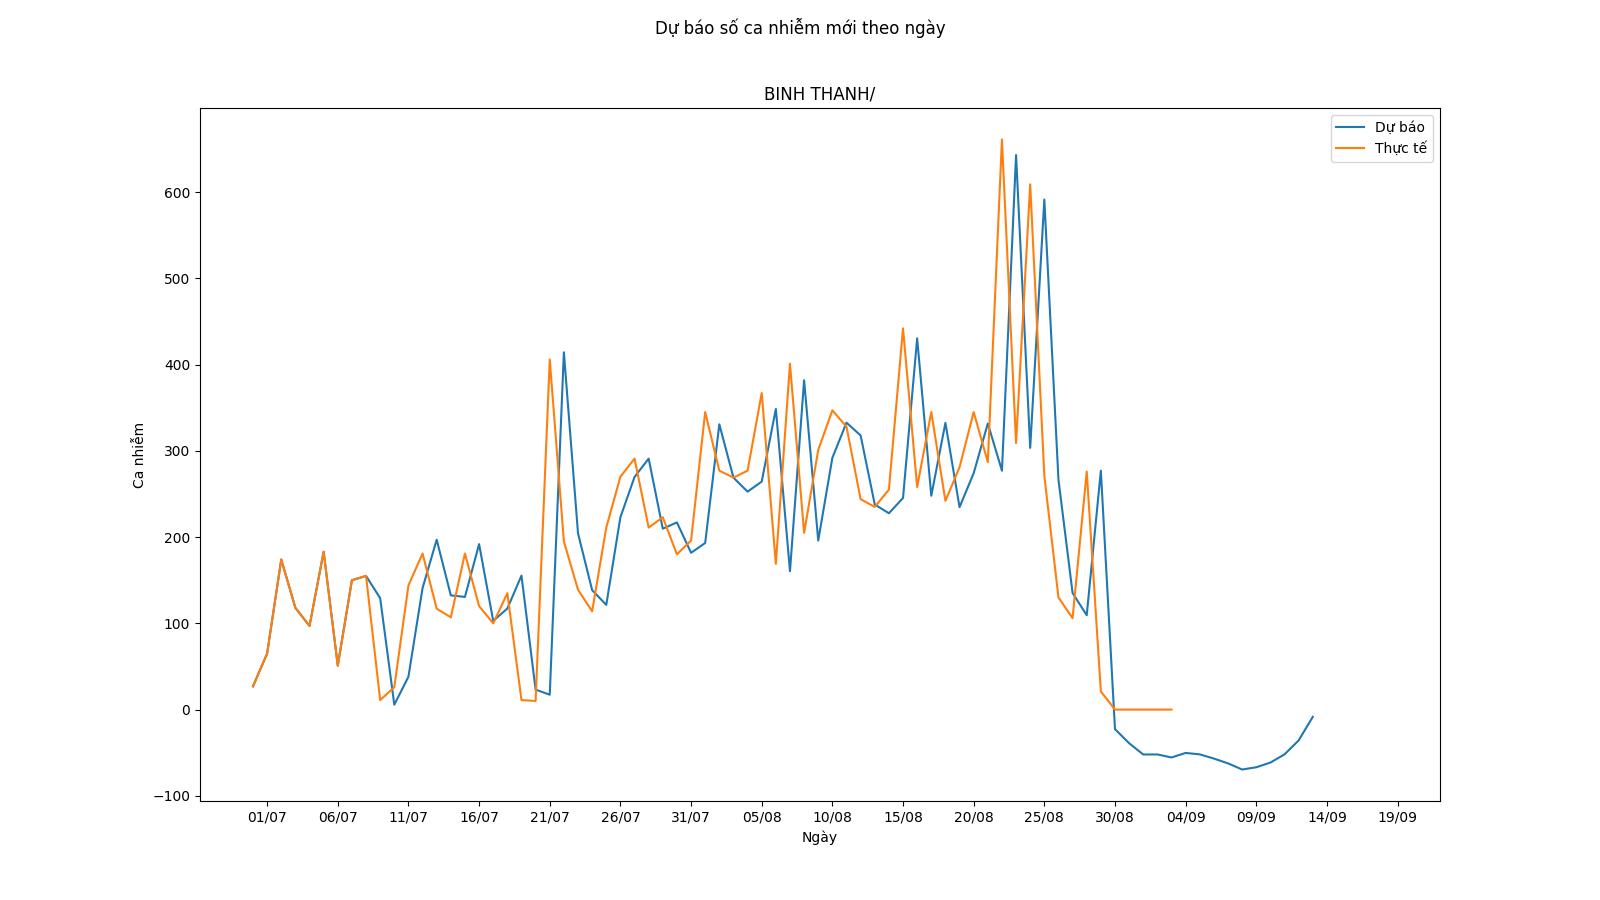 Dự báo số ca nhiễm mới theo ngày
BINH THANH/
Dự báo
Thực tế
Ca nhiễm
600
500
400
300
200
100
0
−100
01/07 06/07 11/07 16/07 21/07 26/07 31/07 05/08 10/08 15/08 20/08 25/08 30/08 04/09 09/09 14/09 19/09
Ngày